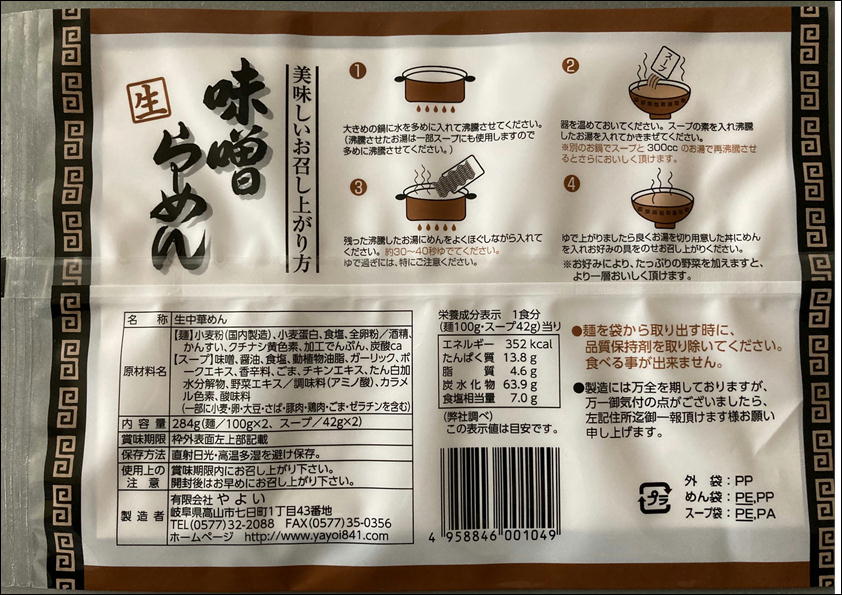 生
味噌
らーめん
美味しいお召し上がり方
1
大きめの鍋に水を多めに入れて沸騰させてください。
（沸騰させたお湯は一部スープにも使用しますので
多めに沸騰させてください。）
2
スープ
器を温めておいてください。スープの素を入れ沸騰
したお湯を入れてかきまぜてください。
※別のお鍋でスープと300ccのお湯で再沸騰させ
るとさらにおいしく頂けます。
3
残った沸騰したお湯にめんをよくほぐしながら入れて
ください。約30～40秒ゆでてください。
ゆで過ぎには、特にご注意ください。
4
ゆで上がりましたら良くお湯を切り用意した丼にめん
を入れお好みの具をのせお召し上がりください。
※お好みにより、たっぷりの野菜を加えますと、
より一層おいしく頂けます。
名 称 生中華めん
原材料名
【麺】小麦粉（国内製造）、小麦蛋白、食塩、全卵粉／酒精、
かんすい、クチナシ黄色素、加工でんぷん、炭酸ca
【スープ】味噌、醤油、食塩、動植物油脂、ガーリック、ポ
ークエキス、香辛料、ごま、チキンエキス、たん白加
水分解物、野菜エキス／調味料（アミノ酸）、カラメ
ル色素、酸味料
（一部に小麦・卵・大豆・さば・豚肉・鶏肉・ごま・ゼラチンを含む）
内 容 量 284g（麺／100g×2、スープ／42g×2）
賞味期限 枠外表面左上部記載
保存方法 直射日光・高温多湿を避け保存。
使用上の注意 賞味期限内にお召し上がり下さい。
開封後はお早めにお召し上がり下さい。
製 造 者
有限会社 やよい
岐阜県高山市七日町1丁目43番地
TEL(0577)32-2088 FAX(0577)35-0356
ホームページ http://www.yayoi841.com
栄養成分表示 1食分
（麺100g・スープ42g）当り
エネルギー 352 kcal
たんぱく質 13.8 g
脂 質 4.6 g
炭水化物 63.9 g
食塩相当量 7.0 g
（弊社調べ）
この表示値は目安です。
4 958846 001049
●麺を袋から取り出す時に、
品質保持剤を取り除いてください。
食べる事が出来ません。
●製造には万全を期しておりますが、
万一御気付の点がございましたら、
左記住所迄御一報頂けます様お願い
申し上げます。
プラ
外 袋：PP
めん袋：PE,PP
スープ袋：PE,PA